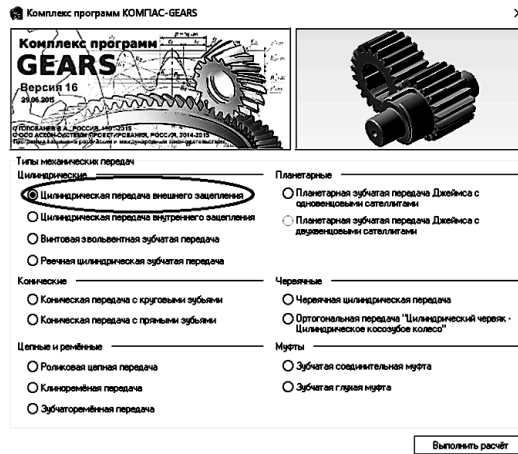 Комплекс программ КОМПАС-GEARS
Комплекс программ
GEARS
Версия 16
29.06.2015
Типы механических передач
Цилиндрические
Цилиндрическая передача внешнего зацепления
Цилиндрическая передача внутреннего зацепления
Винтовая эвольвентная зубчатая передача
Реечная цилиндрическая зубчатая передача
Планетарные
Планетарная зубчатая передача Джеймса с
одновенцовыми сателлитами
Планетарная зубчатая передача Джеймса с
двухвенцовыми сателлитами
Конические
Коническая передача с круговыми зубьями
Коническая передача с прямыми зубьями
Червячные
Червячная цилиндрическая передача
Ортогональная передача "Цилиндрический червяк -
Цилиндрическое косозубое колесо"
Цепные и ремённые
Роликовая цепная передача
Клиноремённая передача
Зубчаторемённая передача
Муфты
Зубчатая соединительная муфта
Зубчатая глухая муфта
Выполнить расчёт